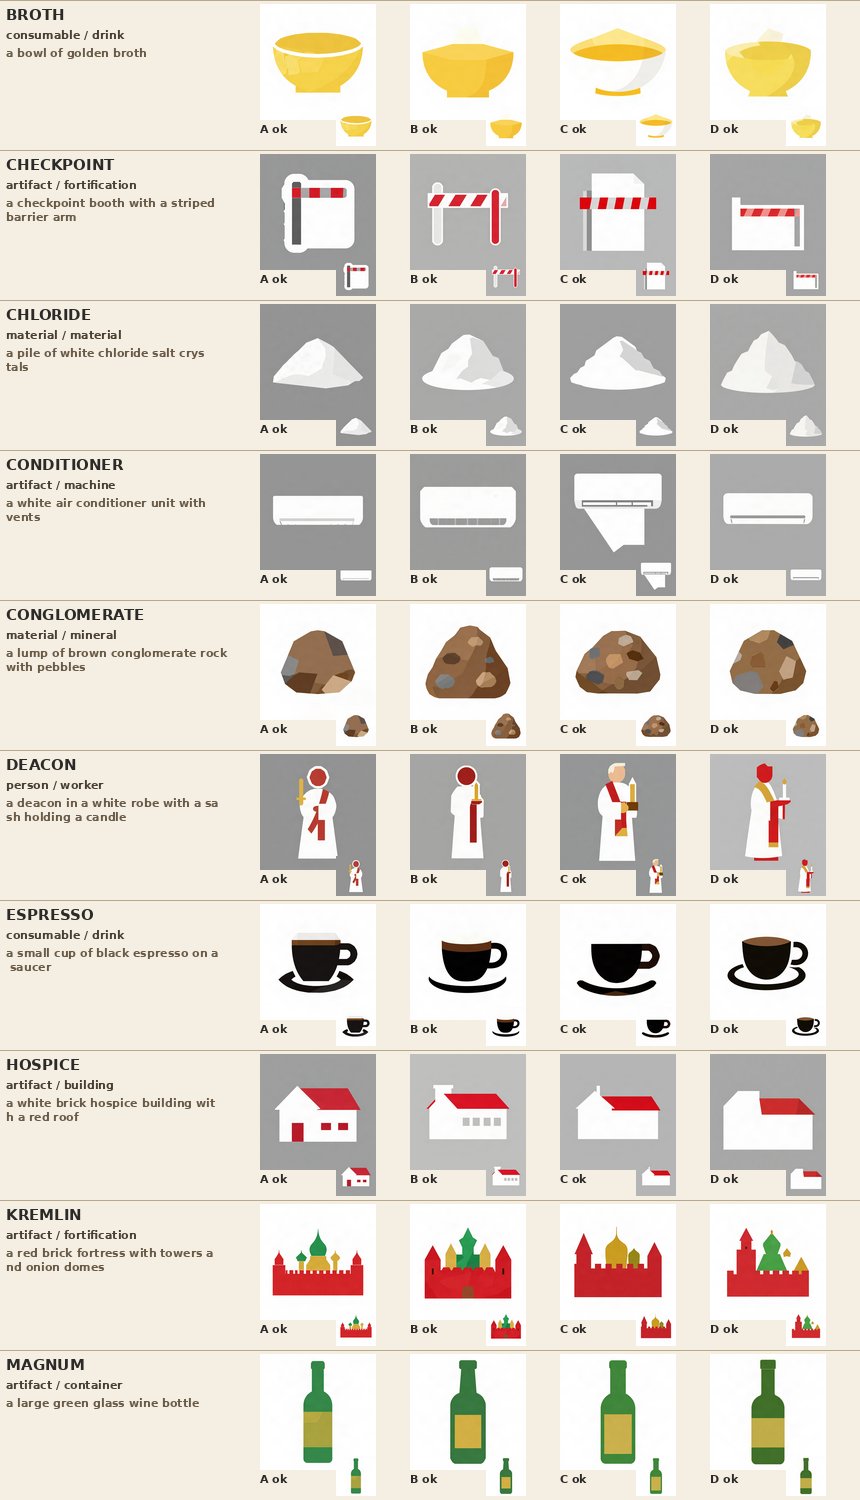 BROTH
consumable / drink
a bowl of golden broth
A ok
B ok
C ok
D ok
CHECKPOINT
artifact / fortification
a checkpoint booth with a striped
barrier arm
A ok
B ok
C ok
D ok
CHLORIDE
material / material
a pile of white chloride salt crys
tals
A ok
B ok
C ok
D ok
CONDITIONER
artifact / machine
a white air conditioner unit with
vents
A ok
B ok
C ok
D ok
CONGLOMERATE
material / mineral
a lump of brown conglomerate rock
with pebbles
A ok
B ok
C ok
D ok
DEACON
person / worker
a deacon in a white robe with a sa
sh holding a candle
A ok
B ok
C ok
D ok
ESPRESSO
consumable / drink
a small cup of black espresso on a
saucer
A ok
B ok
C ok
D ok
HOSPICE
artifact / building
a white brick hospice building wit
h a red roof
A ok
B ok
C ok
D ok
KREMLIN
artifact / fortification
a red brick fortress with towers a
nd onion domes
A ok
B ok
C ok
D ok
MAGNUM
artifact / container
a large green glass wine bottle
A ok
B ok
C ok
D ok